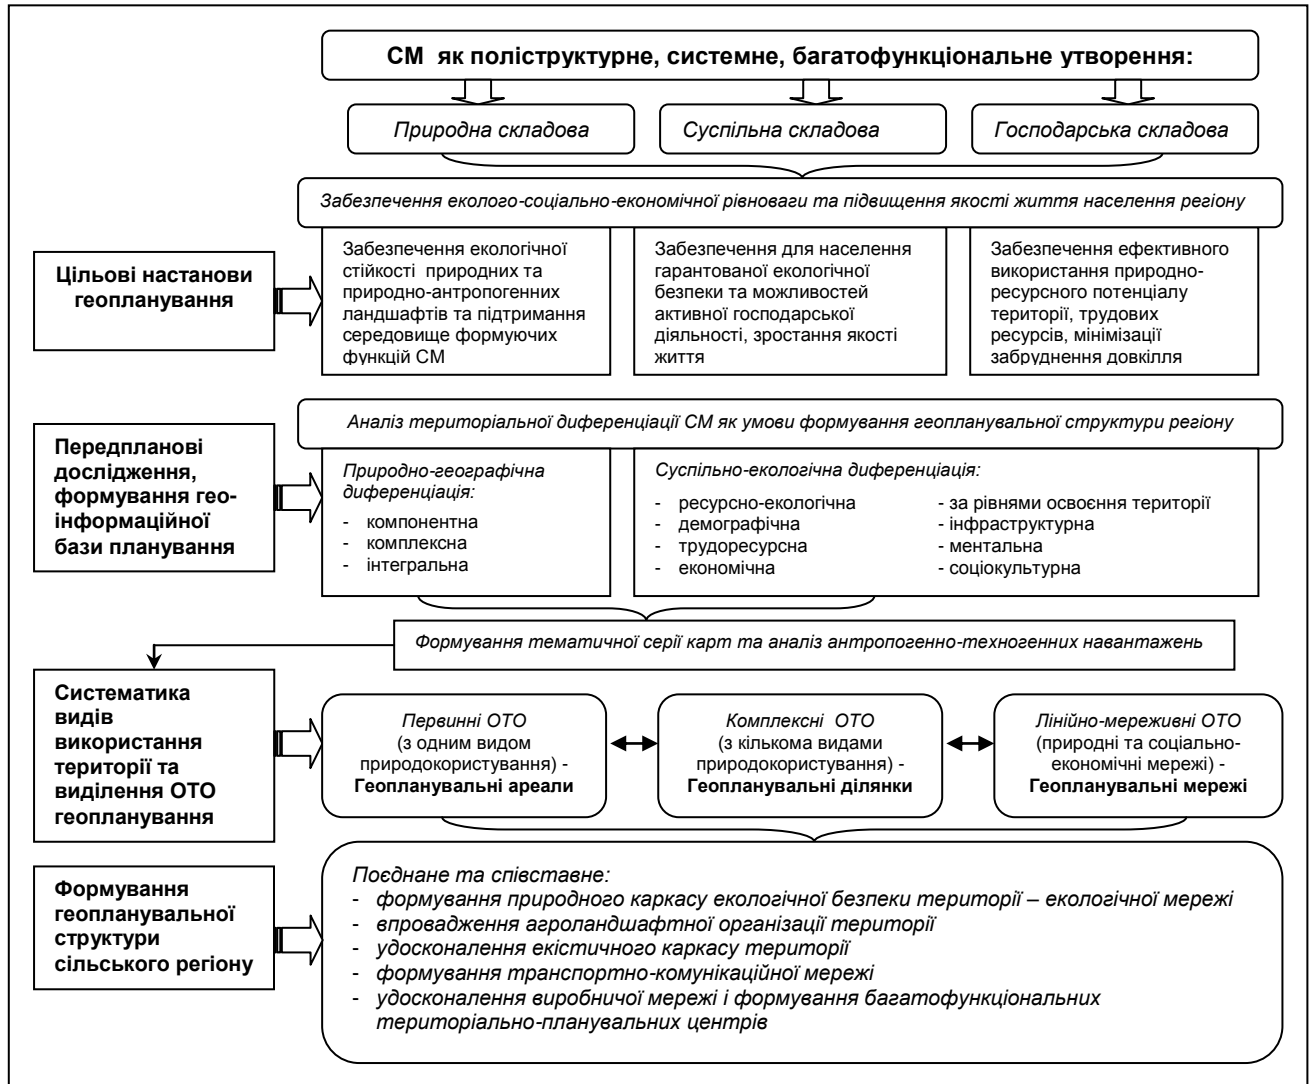 СМ як поліструктурне, системне, багатофункціональне утворення:
Природна складова
Суспільна складова
Господарська складова
Забезпечення еколого-соціально-економічної рівноваги та підвищення якості життя населення регіону
Цільові настанови
геопланування
Забезпечення екологічної
стійкості природних та
природно-антропогенних
ландшафтів та підтримання
середовище формуючих
функцій СМ
Забезпечення для населення
гарантованої екологічної
безпеки та можливостей
активної господарської
діяльності, зростання якості
життя
Забезпечення ефективного
використання природно-
ресурсного потенціалу
території, трудових
ресурсів, мінімізації
забруднення довкілля
Аналіз територіальної диференціації СМ як умови формування геопланувальної структури регіону
Передпланові
дослідження,
формування гео-
інформаційної
бази планування
Природно-географічна
диференціація:
- компонентна
- комплексна
- інтегральна
Суспільно-екологічна диференціація:
- ресурсно-екологічна
- демографічна
- трудоресурсна
- економічна
- за рівнями освоєння території
- інфраструктурна
- ментальна
- соціокультурна
Формування тематичної серії карт та аналіз антропогенно-техногенних навантажень
Систематика
видів
використання
території та
виділення ОТО
геопланування
Первинні ОТО
(з одним видом
природокористування) -
Геопланувальні ареали
Комплексні ОТО
(з кількома видами
природокористування) -
Геопланувальні ділянки
Лінійно-мереживні ОТО
(природні та соціально-
економічні мережі) -
Геопланувальні мережі
Формування
геопланувальної
структури
сільського регіону
Поєднане та співставне:
- формування природного каркасу екологічної безпеки території – екологічної мережі
- впровадження агроландшафтної організації території
- удосконалення екістичного каркасу території
- формування транспортно-комунікаційної мережі
- удосконалення виробничої мережі і формування багатофункціональних
територіально-планувальних центрів